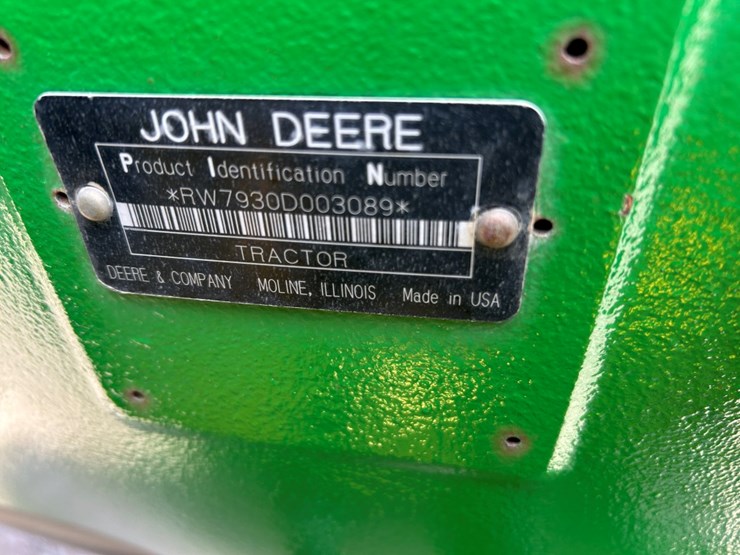 JOHN DEERE
Product Identification Number
*RW7930D003089*
TRACTOR
DEERE & COMPANY MOLINE, ILLINOIS Made in USA